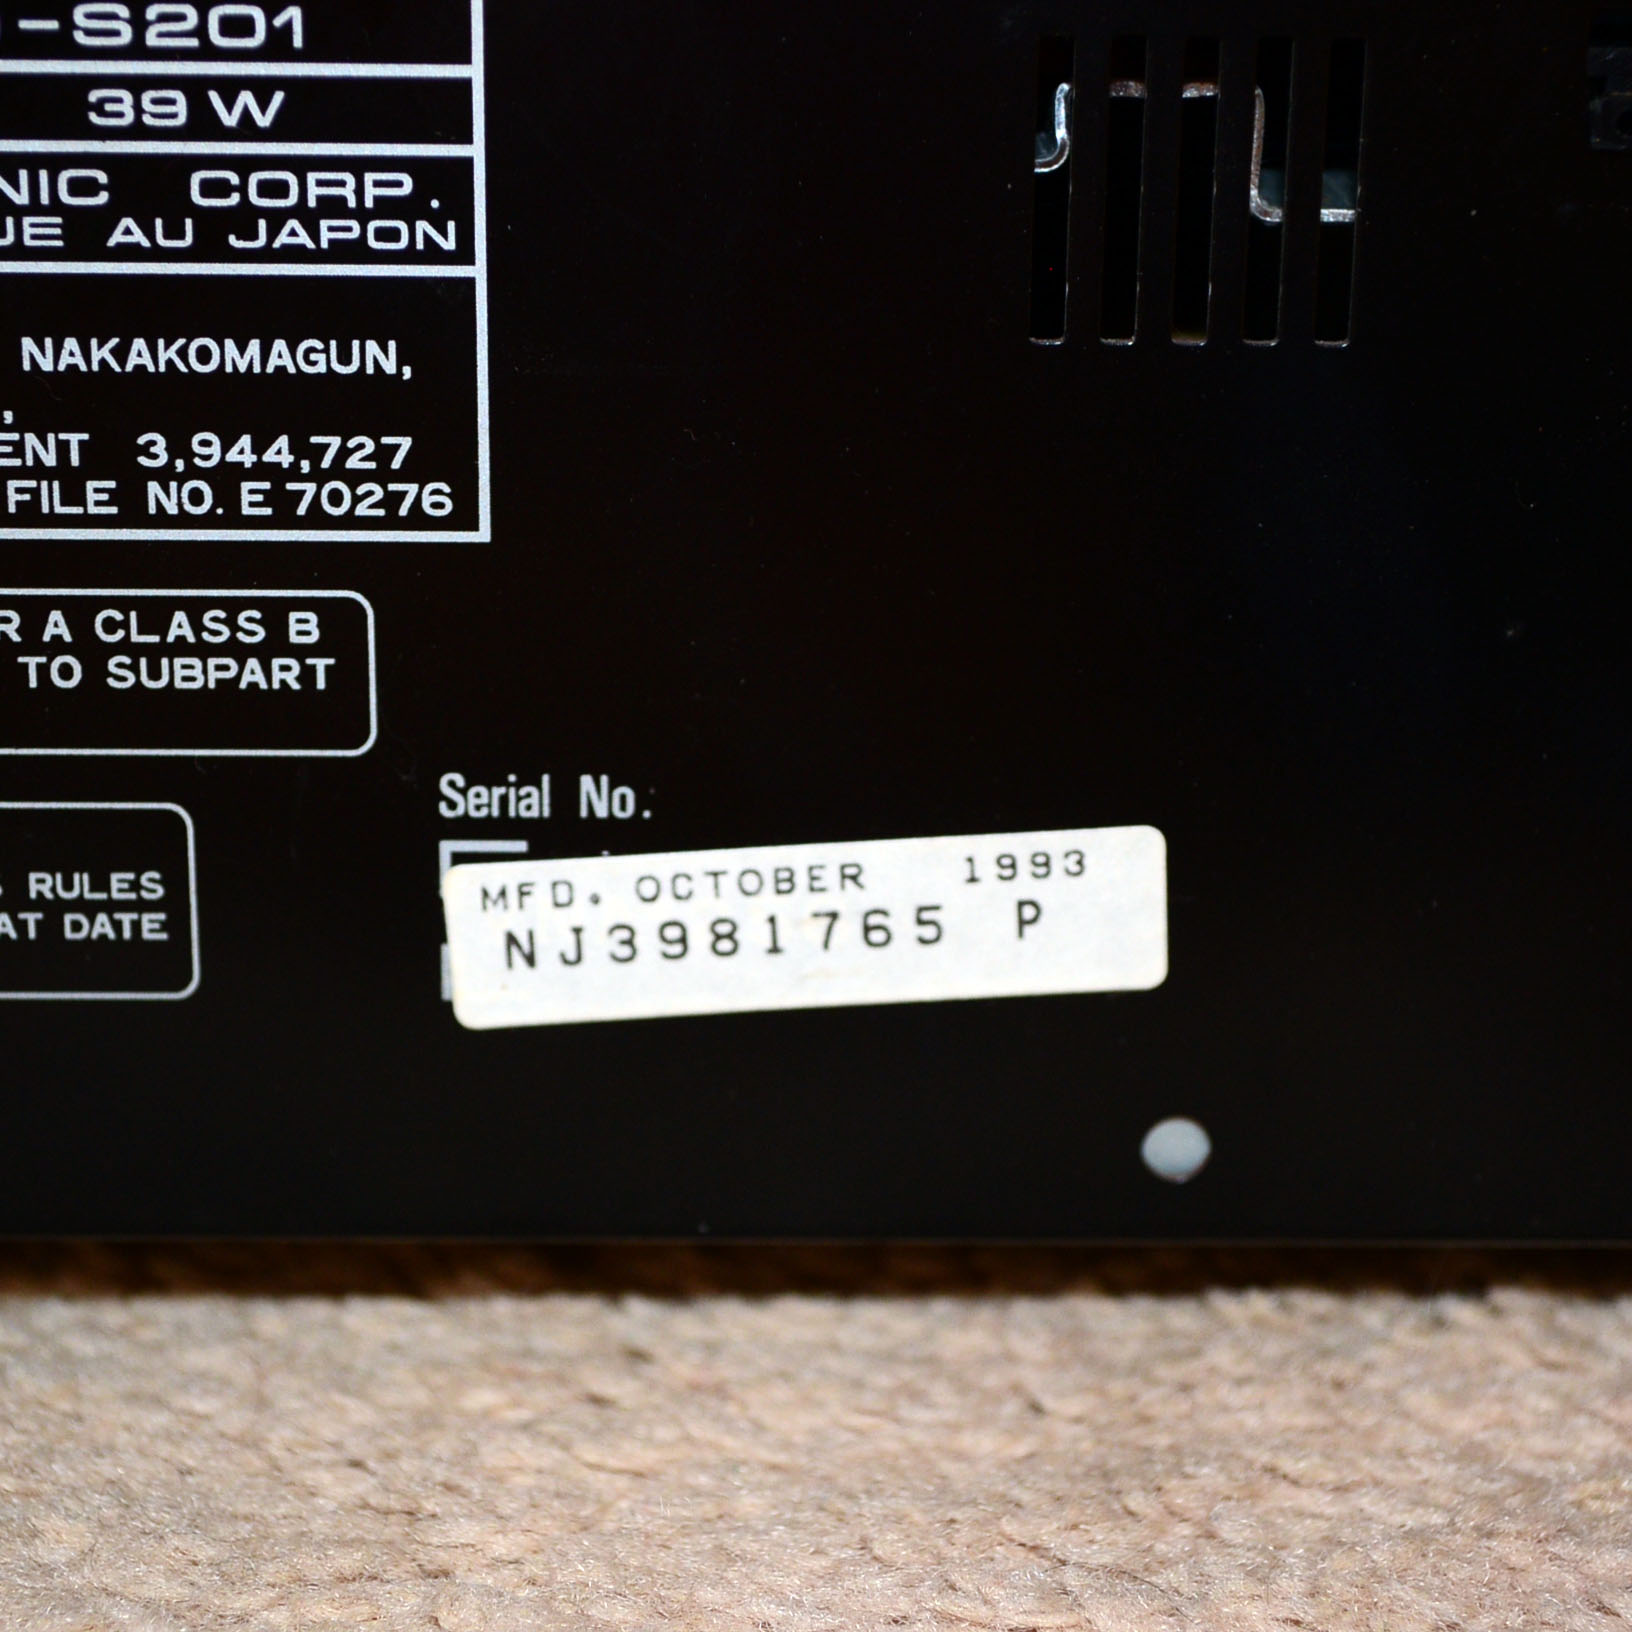 -S201
39 W
NIC CORP.
UE AU JAPON
NAKAKOMAGUN,
,
ENT 3,944,727
FILE NO. E 70276
R A CLASS B
TO SUBPART
S RULES
AT DATE
Serial No.
MFD. OCTOBER 1993
NJ3981765 P